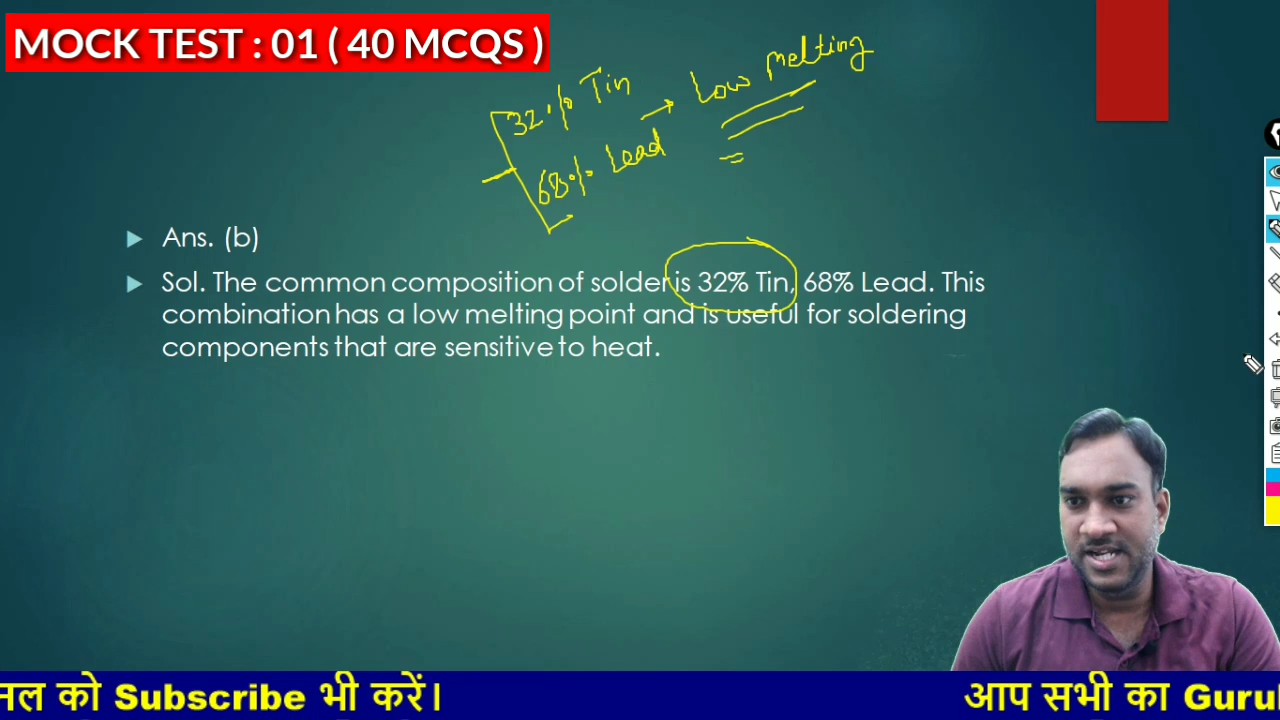 MOCK TEST : 01 ( 40 MCQS )
32% Tin
68% Lead
Low melting
Ans. (b)
Sol. The common composition of solder is 32% Tin, 68% Lead. This
combination has a low melting point and is useful for soldering
components that are sensitive to heat.
को Subscribe भी करें।
आप सभी का